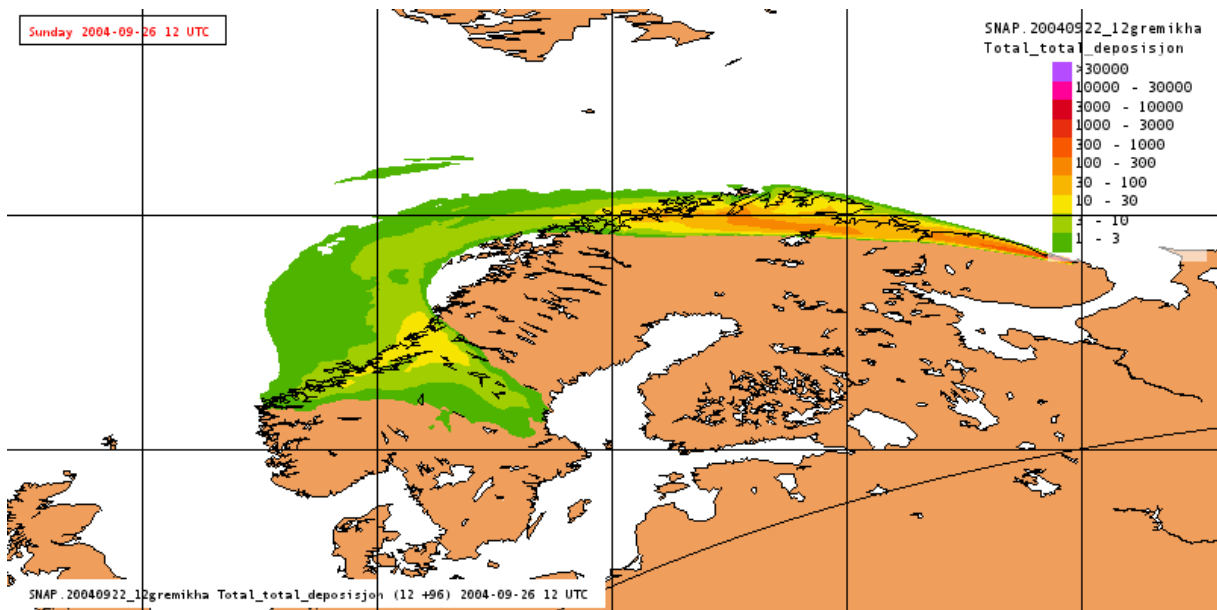 Sunday 2004-09-26 12 UTC
SNAP.20040922_12gremikha
Total_total_deposisjon
>30000
10000 - 30000
3000 - 10000
1000 - 3000
300 - 1000
100 - 300
30 - 100
10 - 30
3 - 10
1 - 3
SNAP.20040922_12gremikha Total_total_deposisjon (12 +96) 2004-09-26 12 UTC